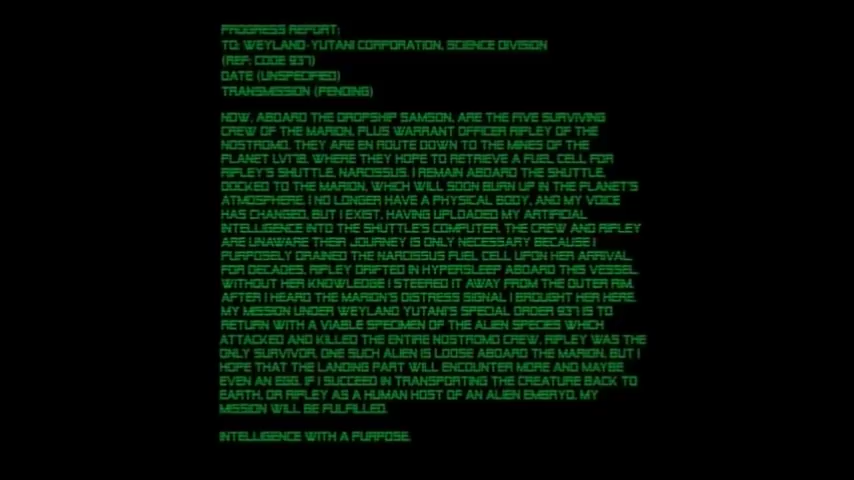 PROGRESS REPORT:
TO: WEYLAND-YUTANI CORPORATION, SCIENCE DIVISION
(REF: CODE 937)
DATE (UNSPECIFIED)
TRANSMISSION (PENDING)
NOW, ABOARD THE DROPSHIP SAMSON, ARE THE FIVE SURVIVING
CREW OF THE MARION, PLUS WARRANT OFFICER RIPLEY OF THE
NOSTROMO. THEY ARE EN ROUTE DOWN TO THE MINES OF THE
PLANET LV178, WHERE THEY HOPE TO RETRIEVE A FUEL CELL FOR
RIPLEY'S SHUTTLE, NARCISSUS. I REMAIN ABOARD THE SHUTTLE,
DOCKED TO THE MARION, WHICH WILL SOON BURN UP IN THE PLANET'S
ATMOSPHERE. I NO LONGER HAVE A PHYSICAL BODY, AND MY VOICE
HAS CHANGED, BUT I EXIST, HAVING UPLOADED MY ARTIFICIAL
INTELLIGENCE INTO THE SHUTTLE'S COMPUTER. THE CREW AND RIPLEY
ARE UNAWARE THEIR JOURNEY IS ONLY NECESSARY BECAUSE I
PURPOSELY DRAINED THE NARCISSUS FUEL CELL UPON HER ARRIVAL.
FOR DECADES, RIPLEY DRIFTED IN HYPERSLEEP ABOARD THIS VESSEL.
WITHOUT HER KNOWLEDGE I STEERED IT AWAY FROM THE OUTER RIM.
AFTER I HEARD THE MARION'S DISTRESS SIGNAL I BROUGHT HER HERE.
MY MISSION UNDER WEYLAND YUTANI'S SPECIAL ORDER 937 IS TO
RETURN WITH A VIABLE SPECIMEN OF THE ALIEN SPECIES WHICH
ATTACKED AND KILLED THE ENTIRE NOSTROMO CREW. RIPLEY WAS THE
ONLY SURVIVOR. ONE SUCH ALIEN IS LOOSE ABOARD THE MARION, BUT I
HOPE THAT THE LANDING PART WILL ENCOUNTER MORE AND MAYBE
EVEN AN EGG. IF I SUCCEED IN TRANSPORTING THE CREATURE BACK TO
EARTH, OR RIPLEY AS A HUMAN HOST OF AN ALIEN EMBRYO, MY
MISSION WILL BE FULFILLED.
INTELLIGENCE WITH A PURPOSE.